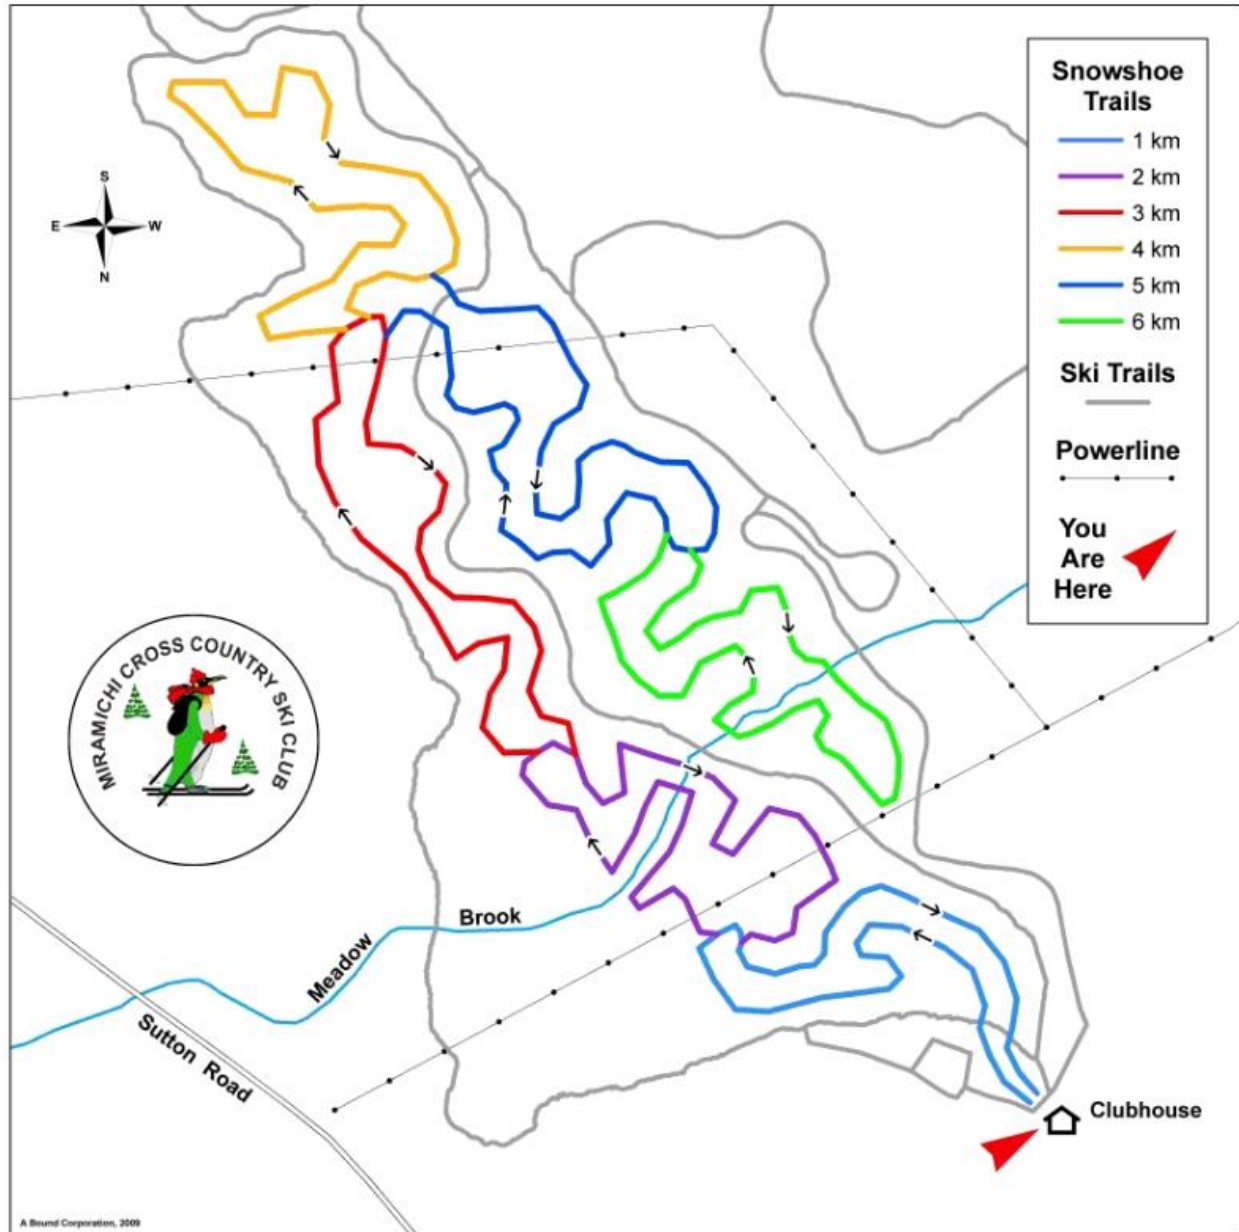 Snowshoe
Trails
1 km
2 km
3 km
4 km
5 km
6 km
Ski Trails
Powerline
You
Are
Here
S
E
W
N
MIRAMICHI CROSS COUNTRY SKI CLUB
Meadow
Brook
Sutton Road
Clubhouse
A Bound Corporation, 2009